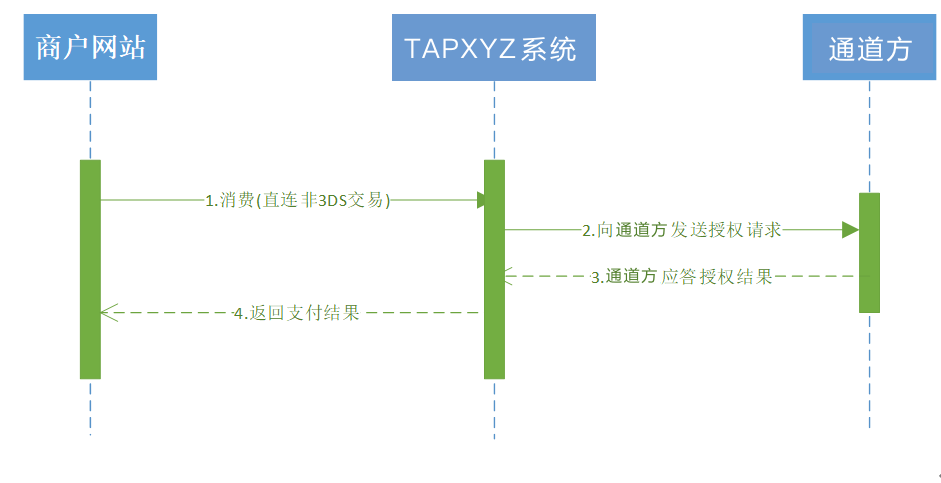 商户网站
TAPXYZ系统
通道方
1.消费(直连非3DS交易)
2.向通道方发送授权请求
3.通道方应答授权结果
4.返回支付结果